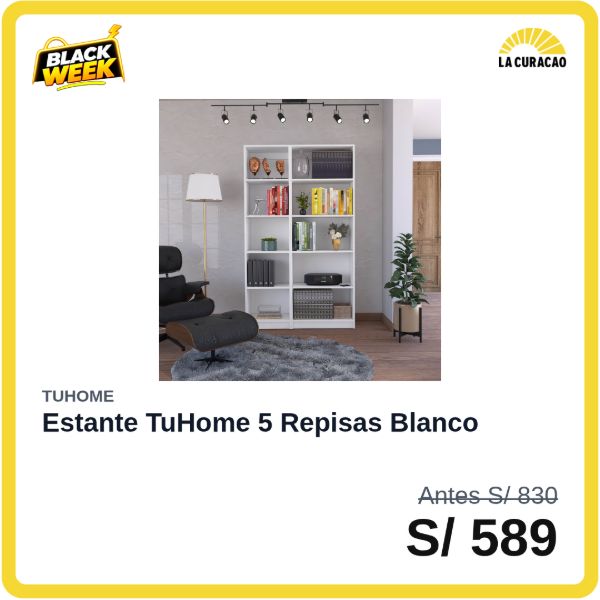 BLACK
WEEK
LA CURACAO
TUHOME
Estante TuHome 5 Repisas Blanco
Antes S/ 830
S/ 589